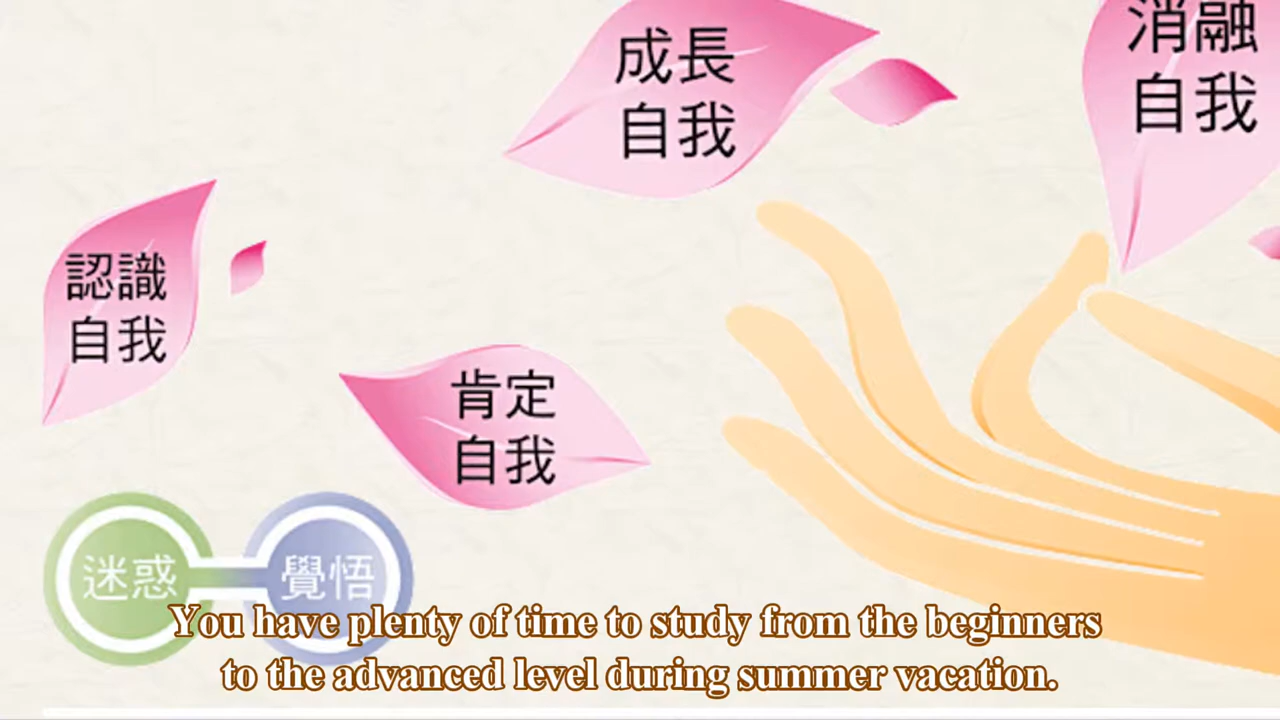 成長
自我
消融
自我
認識
自我
肯定
自我
迷惑
覺悟
You have plenty of time to study from the beginners
to the advanced level during summer vacation.